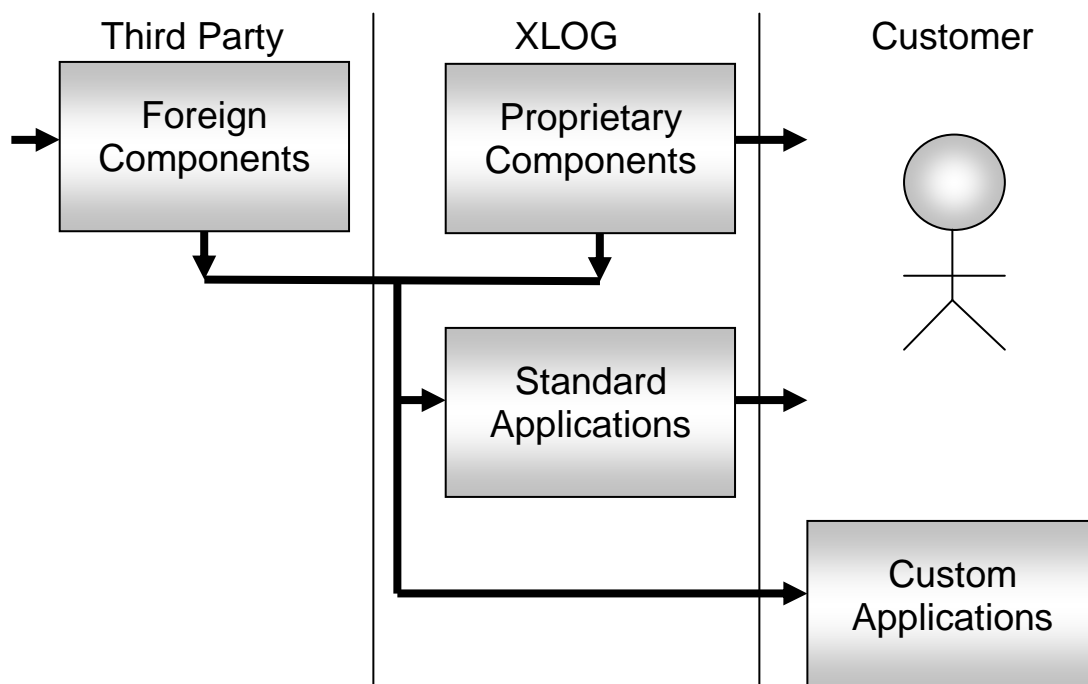 Third Party
XLOG
Customer
Foreign
Components
Proprietary
Components
Standard
Applications
Custom
Applications